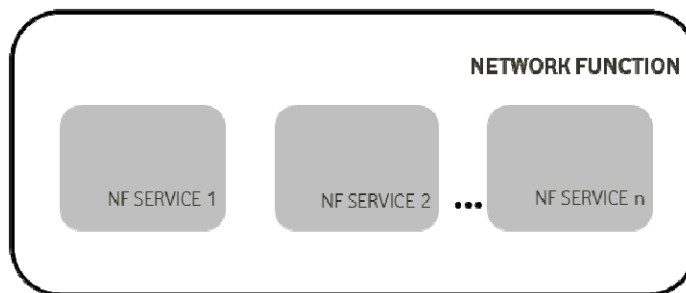 NETWORK FUNCTION
NF SERVICE 1
NF SERVICE 2
...
NF SERVICE n